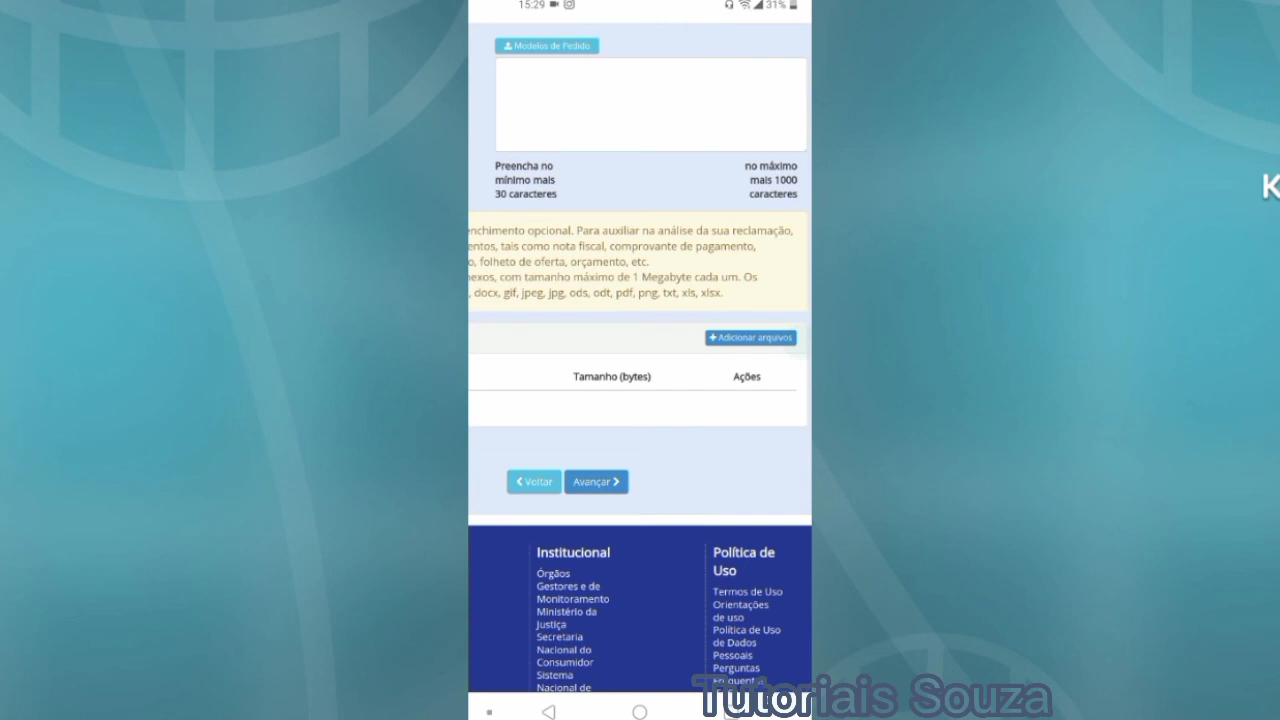 15:29
31%
Modelos de Pedido
Preencha no
mínimo mais
30 caracteres
no máximo
mais 1000
caracteres
enchimento opcional. Para auxiliar na análise da sua reclamação,
entos, tais como nota fiscal, comprovante de pagamento,
o, folheto de oferta, orçamento, etc.
nexos, com tamanho máximo de 1 Megabyte cada um. Os
, docx, gif, jpeg, jpg, ods, odt, pdf, png, txt, xls, xlsx.
+ Adicionar arquivos
Tamanho (bytes) Ações
Voltar Avançar
Institucional
Órgãos
Gestores e de
Monitoramento
Ministério da
Justiça
Secretaria
Nacional do
Consumidor
Sistema
Nacional de
Política de
Uso
Termos de Uso
Orientações
de uso
Política de Uso
de Dados
Pessoais
Perguntas
Frequentes
Tutoriais Souza
K